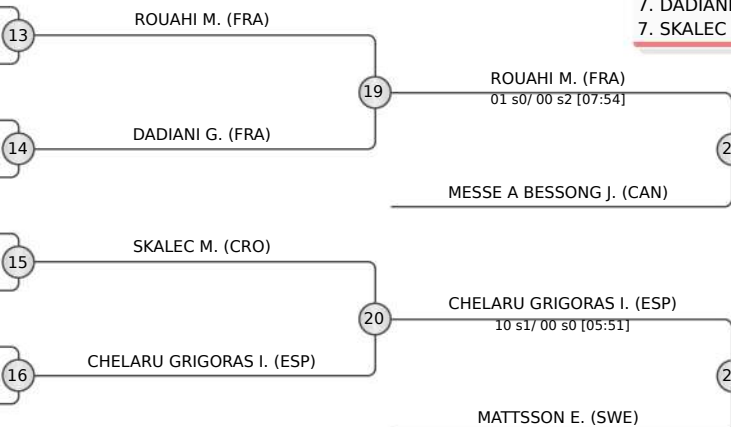 7. DADIANI
7. SKALEC
13
ROUAHI M. (FRA)
14
DADIANI G. (FRA)
19
ROUAHI M. (FRA)
01 s0/ 00 s2 [07:54]
MESSE A BESSONG J. (CAN)
2
15
SKALEC M. (CRO)
16
CHELARU GRIGORAS I. (ESP)
20
CHELARU GRIGORAS I. (ESP)
10 s1/ 00 s0 [05:51]
MATTSSON E. (SWE)
2